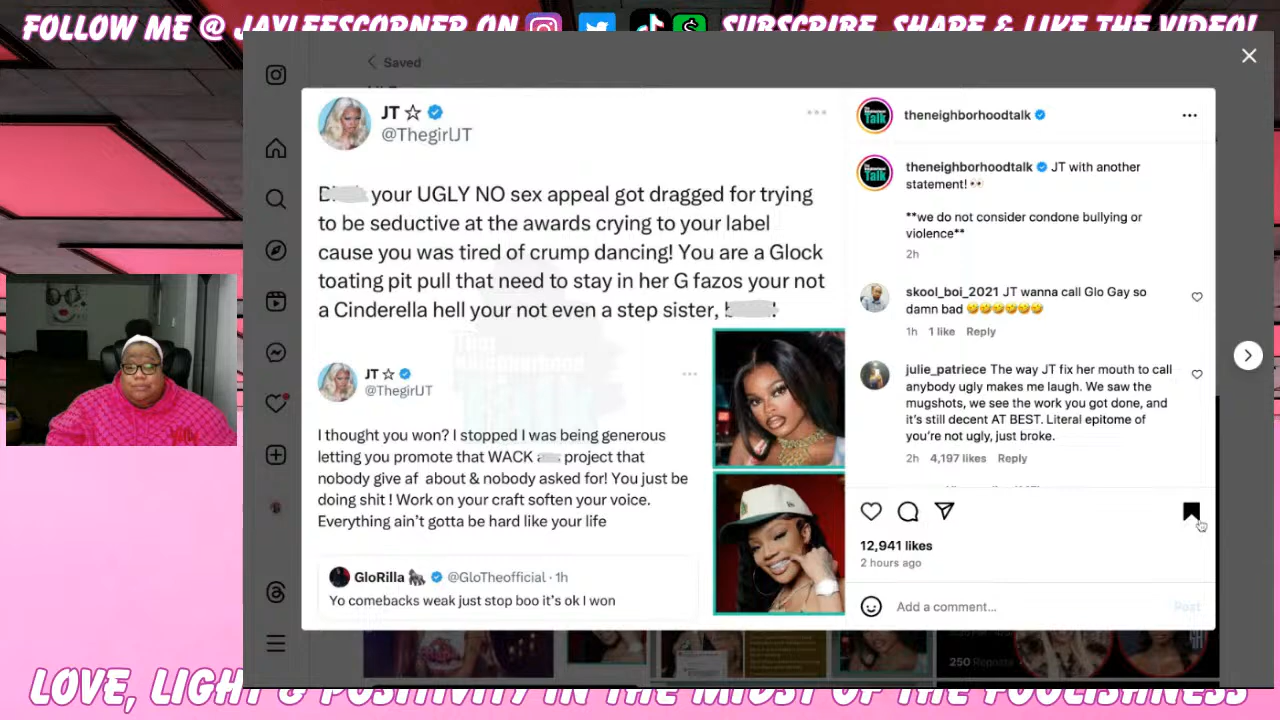 FOLLOW ME @ JAYLEESCORNER ON
SUBSCRIBE, SHARE & LIKE THE VIDEO!
Saved
JT ☆
@ThegirlJT
your UGLY NO sex appeal got dragged for trying
to be seductive at the awards crying to your label
cause you was tired of crump dancing! You are a Glock
toating pit pull that need to stay in her G fazos your not
a Cinderella hell your not even a step sister,
JT ☆
@ThegirlJT
I thought you won? I stopped I was being generous
letting you promote that WACK project that
nobody give af about & nobody asked for! You just be
doing shit ! Work on your craft soften your voice.
Everything ain't gotta be hard like your life
GloRilla 🦍 @GloTheofficial · 1h
Yo comebacks weak just stop boo it's ok I won
Talk
theneighborhoodtalk
Talk
theneighborhoodtalk JT with another
statement! 👀
**we do not consider condone bullying or
violence**
2h
skool_boi_2021 JT wanna call Glo Gay so
damn bad 🤣🤣🤣🤣🤣🤣
1h 1 like Reply
julie_patriece The way JT fix her mouth to call
anybody ugly makes me laugh. We saw the
mugshots, we see the work you got done, and
it's still decent AT BEST. Literal epitome of
you're not ugly, just broke.
2h 4,197 likes Reply
12,941 likes
2 hours ago
Add a comment...
Post
250 Reposts
LOVE, LIGHT & POSITIVITY IN THE MIDST OF THE FOOLISHNESS